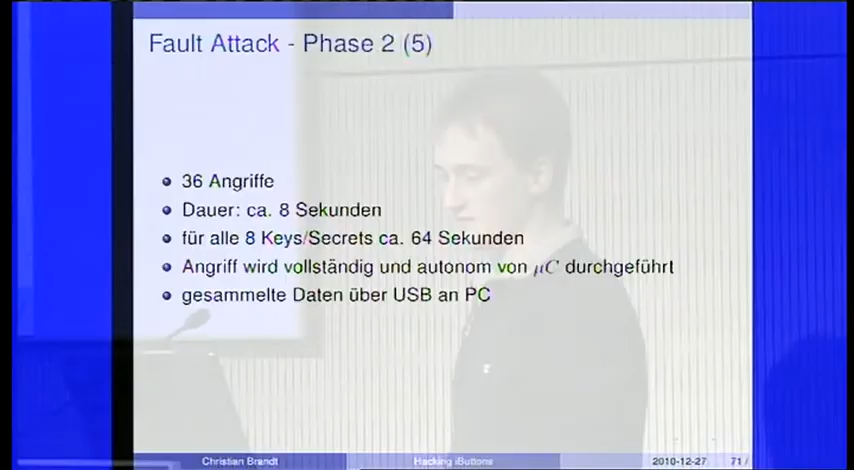 Fault Attack - Phase 2 (5)
36 Angriffe
Dauer: ca. 8 Sekunden
für alle 8 Keys/Secrets ca. 64 Sekunden
Angriff wird vollständig und autonom von µC durchgeführt
gesammelte Daten über USB an PC
Christian Brandt Hacking iButtons 2010-12-27 71 /